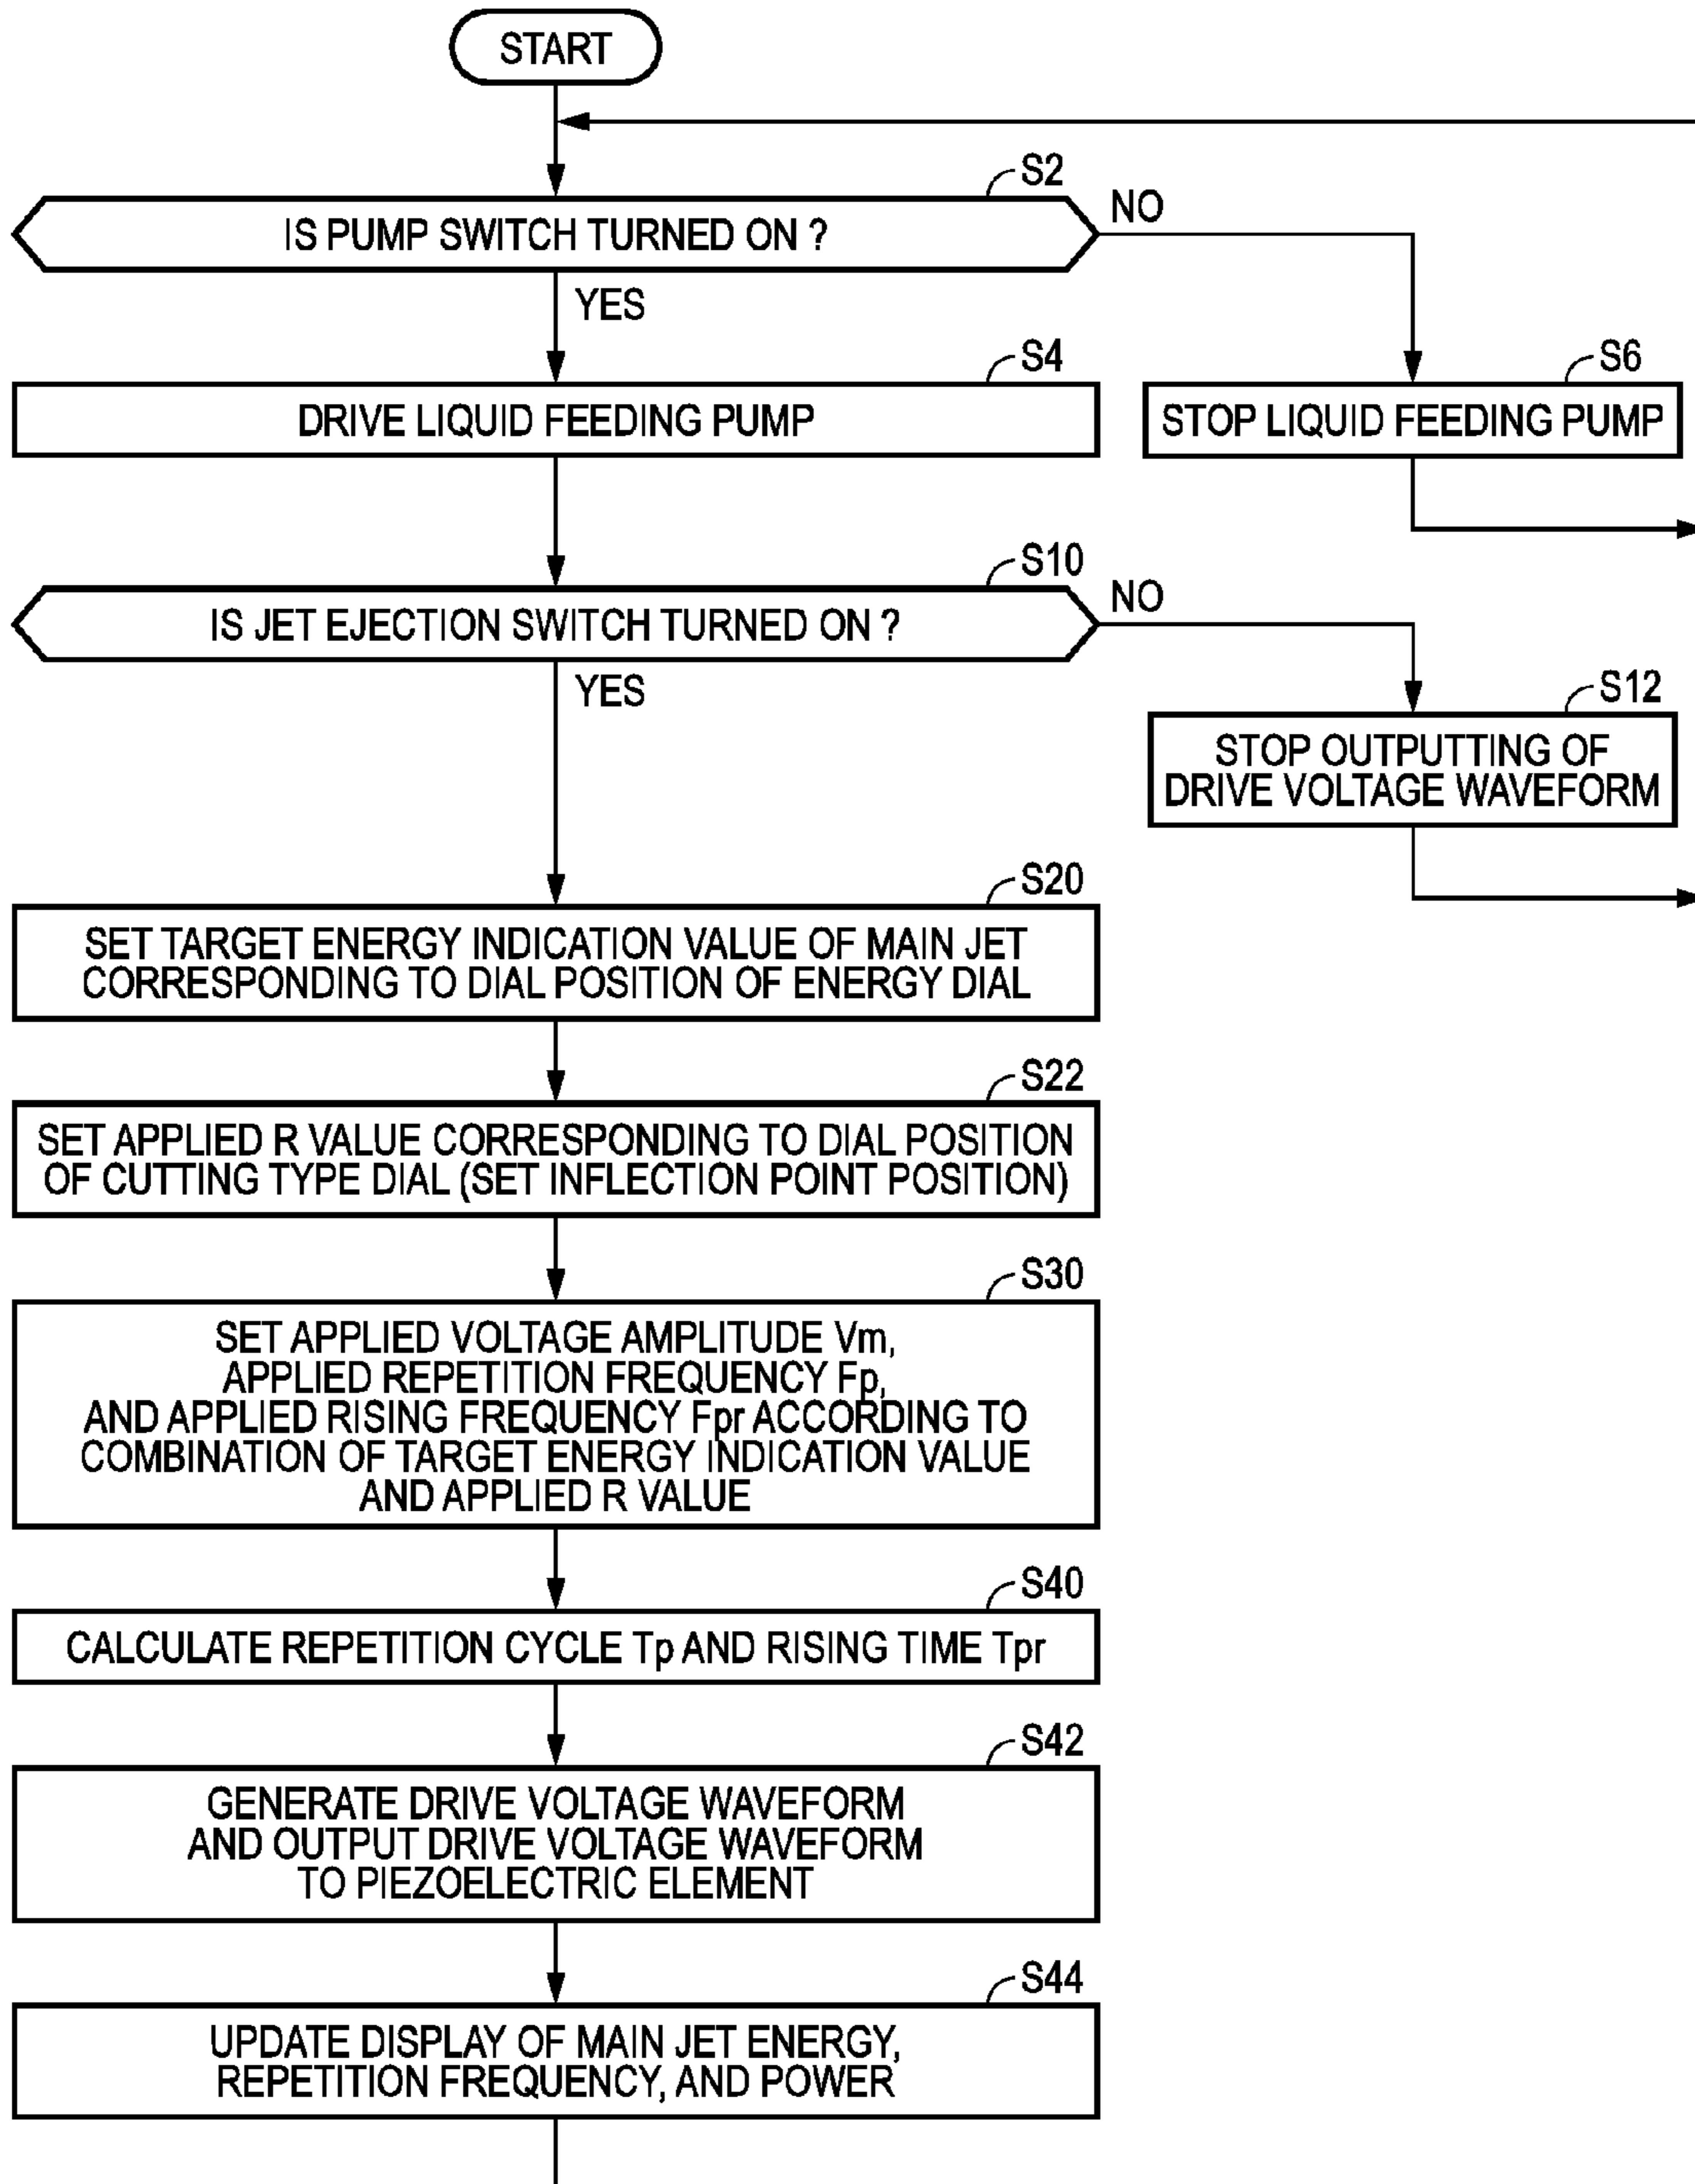 START
S2
IS PUMP SWITCH TURNED ON ?
NO
YES
S4
DRIVE LIQUID FEEDING PUMP
S6
STOP LIQUID FEEDING PUMP
S10
IS JET EJECTION SWITCH TURNED ON ?
NO
YES
S12
STOP OUTPUTTING OF
DRIVE VOLTAGE WAVEFORM
S20
SET TARGET ENERGY INDICATION VALUE OF MAIN JET
CORRESPONDING TO DIAL POSITION OF ENERGY DIAL
S22
SET APPLIED R VALUE CORRESPONDING TO DIAL POSITION
OF CUTTING TYPE DIAL (SET INFLECTION POINT POSITION)
S30
SET APPLIED VOLTAGE AMPLITUDE Vm,
APPLIED REPETITION FREQUENCY Fp,
AND APPLIED RISING FREQUENCY Fpr ACCORDING TO
COMBINATION OF TARGET ENERGY INDICATION VALUE
AND APPLIED R VALUE
S40
CALCULATE REPETITION CYCLE Tp AND RISING TIME Tpr
S42
GENERATE DRIVE VOLTAGE WAVEFORM
AND OUTPUT DRIVE VOLTAGE WAVEFORM
TO PIEZOELECTRIC ELEMENT
S44
UPDATE DISPLAY OF MAIN JET ENERGY,
REPETITION FREQUENCY, AND POWER